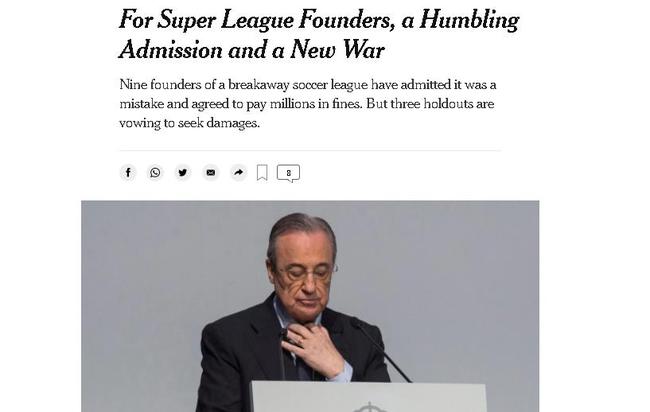 For Super League Founders, a Humbling
Admission and a New War
Nine founders of a breakaway soccer league have admitted it was a
mistake and agreed to pay millions in fines. But three holdouts are
vowing to seek damages.
8